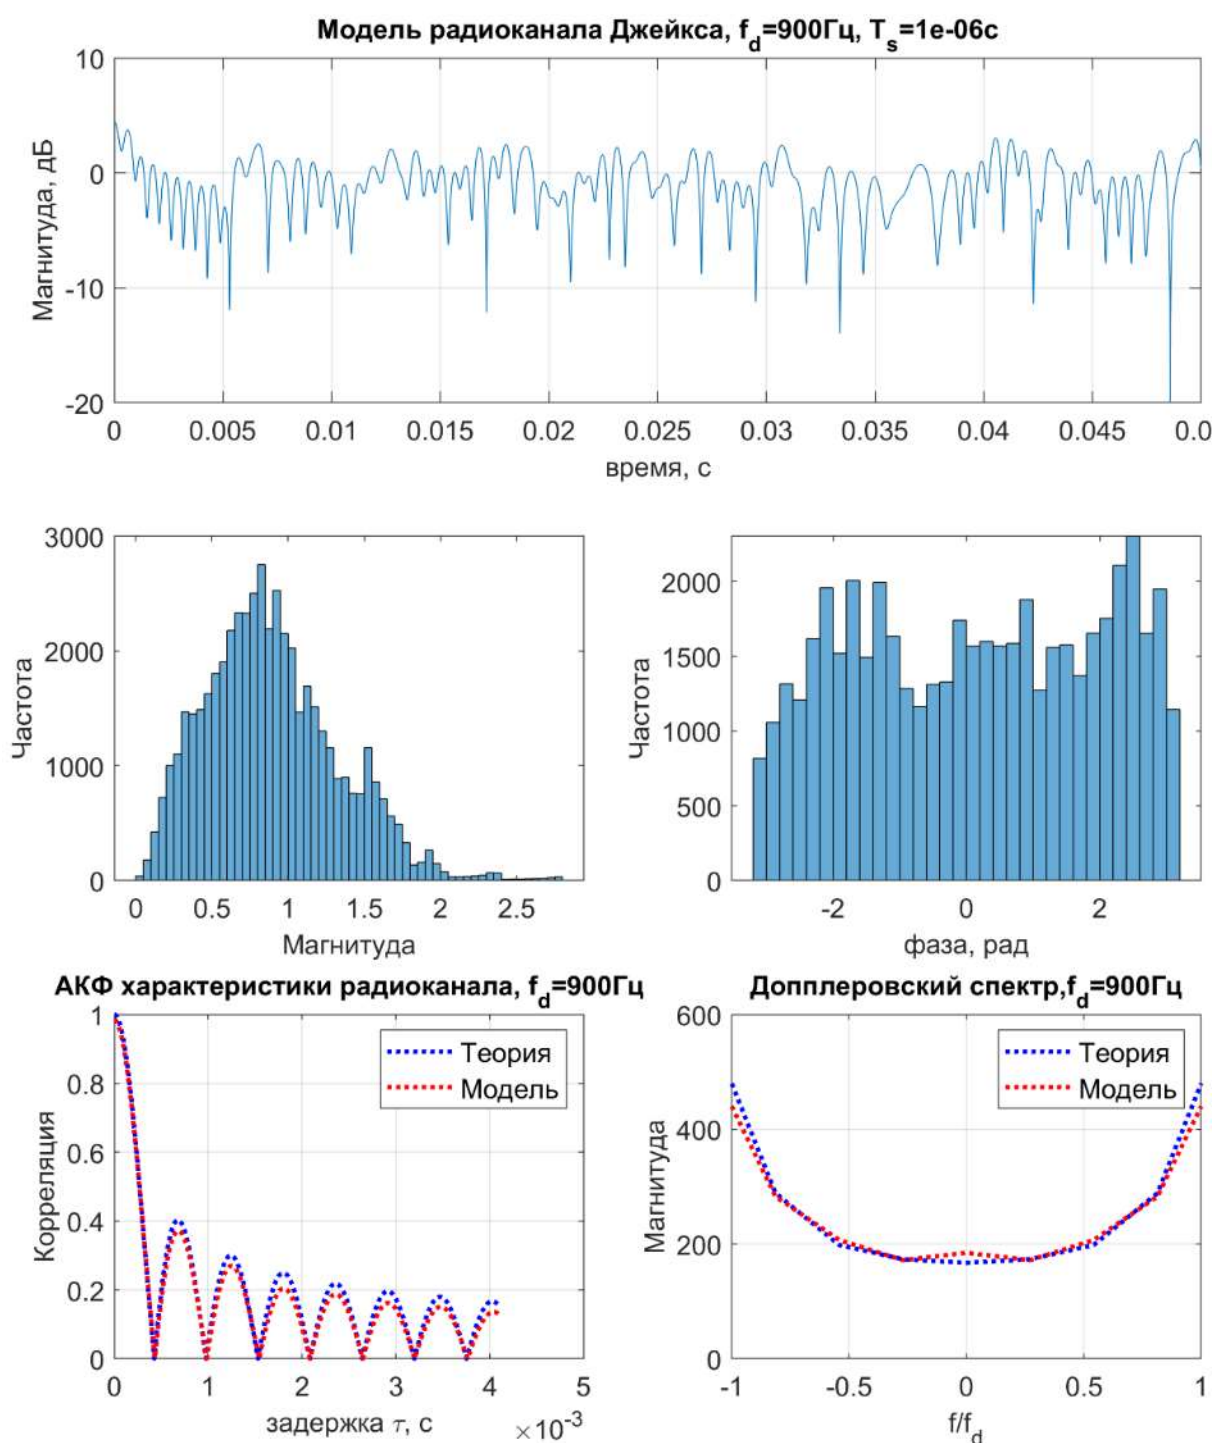 Модель радиоканала Джейкса, f_d=900Гц, T_s=1e-06с
10
0
-10
-20
Магнитуда, дБ
0 0.005 0.01 0.015 0.02 0.025 0.03 0.035 0.04 0.045 0.0
время, с
3000
2000
1000
0
Частота
0 0.5 1 1.5 2 2.5
Магнитуда
2000
1500
1000
500
0
Частота
-2 0 2
фаза, рад
АКФ характеристики радиоканала, f_d=900Гц
1
0.8
0.6
0.4
0.2
0
Корреляция
Теория
Модель
0 1 2 3 4 5
задержка τ, с
×10^-3
Допплеровский спектр,f_d=900Гц
600
400
200
0
Магнитуда
Теория
Модель
-1 -0.5 0 0.5 1
f/f_d